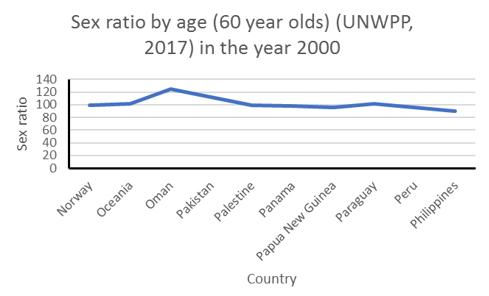 Sex ratio by age (60 year olds) (UNWPP,
2017) in the year 2000
Sex ratio
140
120
100
80
60
40
20
0
Norway
Oceania
Oman
Pakistan
Palestine
Panama
Papua New Guinea
Paraguay
Peru
Philippines
Country